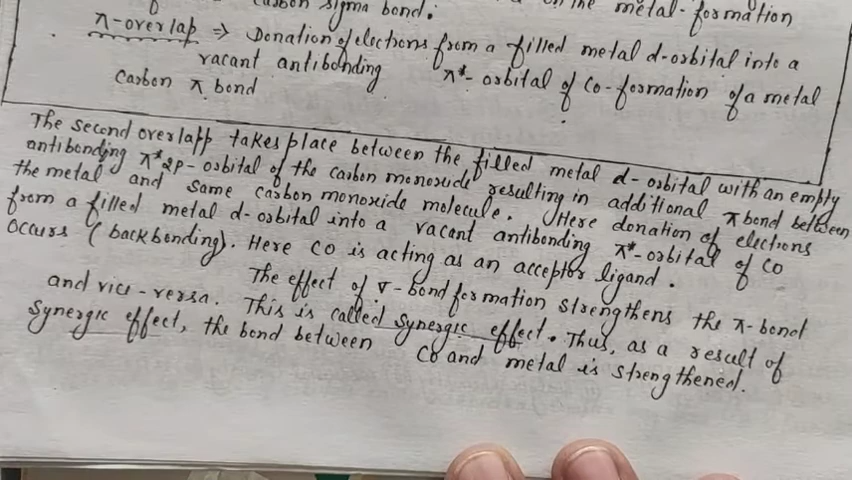 carbon sigma bond.
the metal-formation
π-overlap ⇒ Donation of electrons from a filled metal d-orbital into a
vacant antibonding π*-orbital of CO-formation of a metal
Carbon π bond
The second overlapp takes place between the filled metal d-orbital with an empty
antibonding π*2p-orbital of the carbon monoxide resulting in additional π bond between
the metal and same carbon monoxide molecule. Here donation of electrons
from a filled metal d-orbital into a vacant antibonding π*-orbital of CO
occurs (backbonding). Here CO is acting as an acceptor ligand.
The effect of σ-bond formation strengthens the π-bond
and vice-versa. This is called synergic effect. Thus, as a result of
synergic effect, the bond between CO and metal is strengthened.